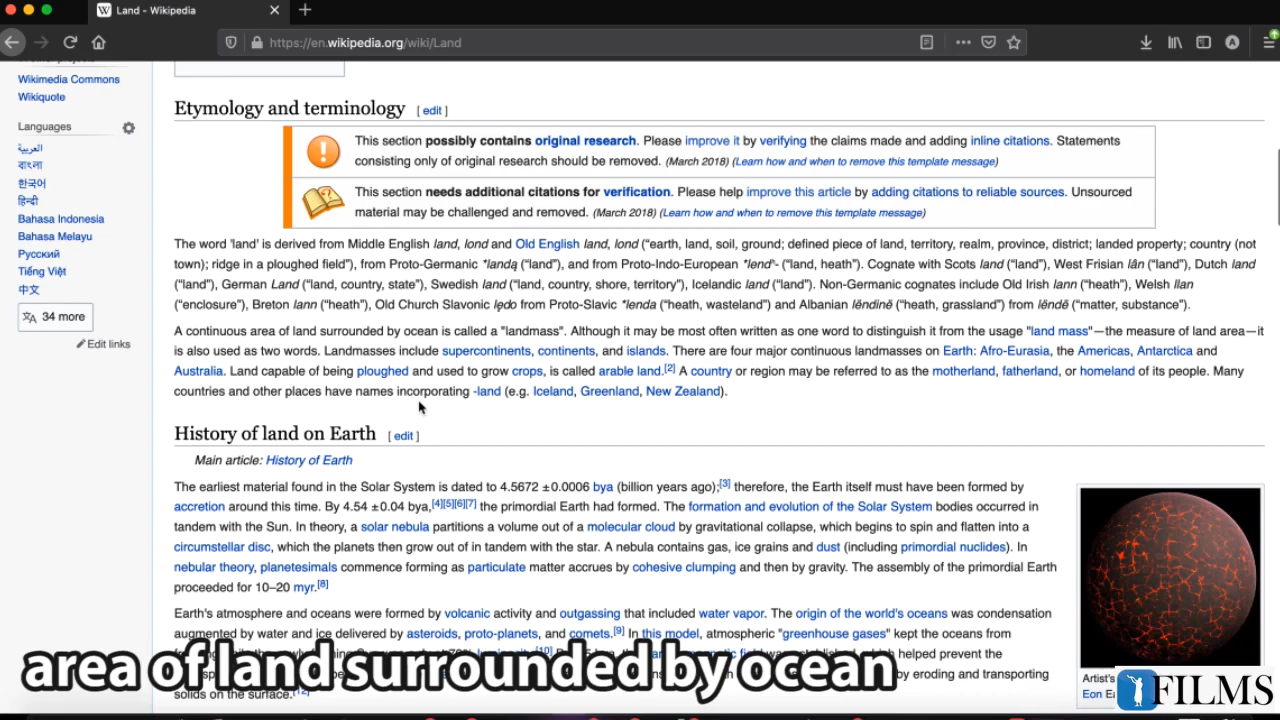 Land - Wikipedia
https://en.wikipedia.org/wiki/Land
Wikimedia Commons
Wikiquote
Languages
العربية
বাংলা
한국어
हिन्दी
Bahasa Indonesia
Bahasa Melayu
Русский
Tiếng Việt
中文
34 more
Edit links
Etymology and terminology [ edit ]
This section possibly contains original research. Please improve it by verifying the claims made and adding inline citations. Statements
consisting only of original research should be removed. (March 2018) (Learn how and when to remove this template message)
This section needs additional citations for verification. Please help improve this article by adding citations to reliable sources. Unsourced
material may be challenged and removed. (March 2018) (Learn how and when to remove this template message)
The word 'land' is derived from Middle English land, lond and Old English land, lond (“earth, land, soil, ground; defined piece of land, territory, realm, province, district; landed property; country (not
town); ridge in a ploughed field”), from Proto-Germanic *landą (“land”), and from Proto-Indo-European *lendʰ- (“land, heath”). Cognate with Scots land (“land”), West Frisian lân (“land”), Dutch land
(“land”), German Land (“land, country, state”), Swedish land (“land, country, shore, territory”), Icelandic land (“land”). Non-Germanic cognates include Old Irish lann (“heath”), Welsh llan
(“enclosure”), Breton lann (“heath”), Old Church Slavonic lędo from Proto-Slavic *lenda (“heath, wasteland”) and Albanian lëndinë (“heath, grassland”) from lëndë (“matter, substance”).
A continuous area of land surrounded by ocean is called a "landmass". Although it may be most often written as one word to distinguish it from the usage "land mass"—the measure of land area—it
is also used as two words. Landmasses include supercontinents, continents, and islands. There are four major continuous landmasses on Earth: Afro-Eurasia, the Americas, Antarctica and
Australia. Land capable of being ploughed and used to grow crops, is called arable land.[2] A country or region may be referred to as the motherland, fatherland, or homeland of its people. Many
countries and other places have names incorporating -land (e.g. Iceland, Greenland, New Zealand).
History of land on Earth [ edit ]
Main article: History of Earth
The earliest material found in the Solar System is dated to 4.5672 ±0.0006 bya (billion years ago);[3] therefore, the Earth itself must have been formed by
accretion around this time. By 4.54 ±0.04 bya,[4][5][6][7] the primordial Earth had formed. The formation and evolution of the Solar System bodies occurred in
tandem with the Sun. In theory, a solar nebula partitions a volume out of a molecular cloud by gravitational collapse, which begins to spin and flatten into a
circumstellar disc, which the planets then grow out of in tandem with the star. A nebula contains gas, ice grains and dust (including primordial nuclides). In
nebular theory, planetesimals commence forming as particulate matter accrues by cohesive clumping and then by gravity. The assembly of the primordial Earth
proceeded for 10–20 myr.[8]
Earth's atmosphere and oceans were formed by volcanic activity and outgassing that included water vapor. The origin of the world's oceans was condensation
augmented by water and ice delivered by asteroids, proto-planets, and comets.[9] In this model, atmospheric "greenhouse gases" kept the oceans from
[10] which helped prevent the
by eroding and transporting
solids on the surface.[12]
area of land surrounded by ocean
Artist's
Eon
FILMS